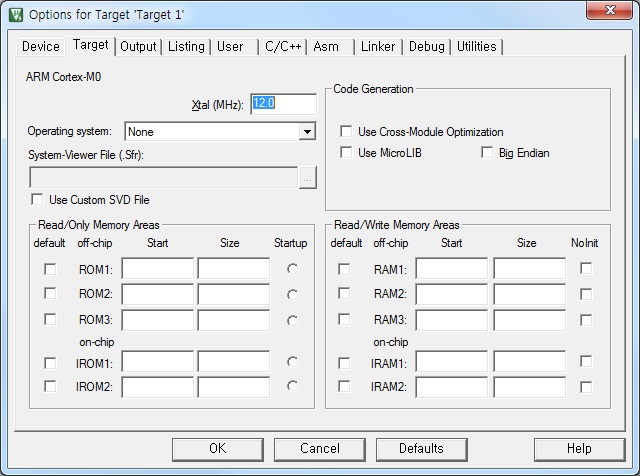 Options for Target 'Target 1'
Device Target Output Listing User C/C++ Asm Linker Debug Utilities
ARM Cortex-M0
Xtal (MHz): 12.0
Operating system: None
System-Viewer File (.Sfr):
...
Use Custom SVD File
Code Generation
Use Cross-Module Optimization
Use MicroLIB Big Endian
Read/Only Memory Areas
default off-chip Start Size Startup
ROM1:
ROM2:
ROM3:
on-chip
IROM1:
IROM2:
Read/Write Memory Areas
default off-chip Start Size NoInit
RAM1:
RAM2:
RAM3:
on-chip
IRAM1:
IRAM2:
OK Cancel Defaults Help